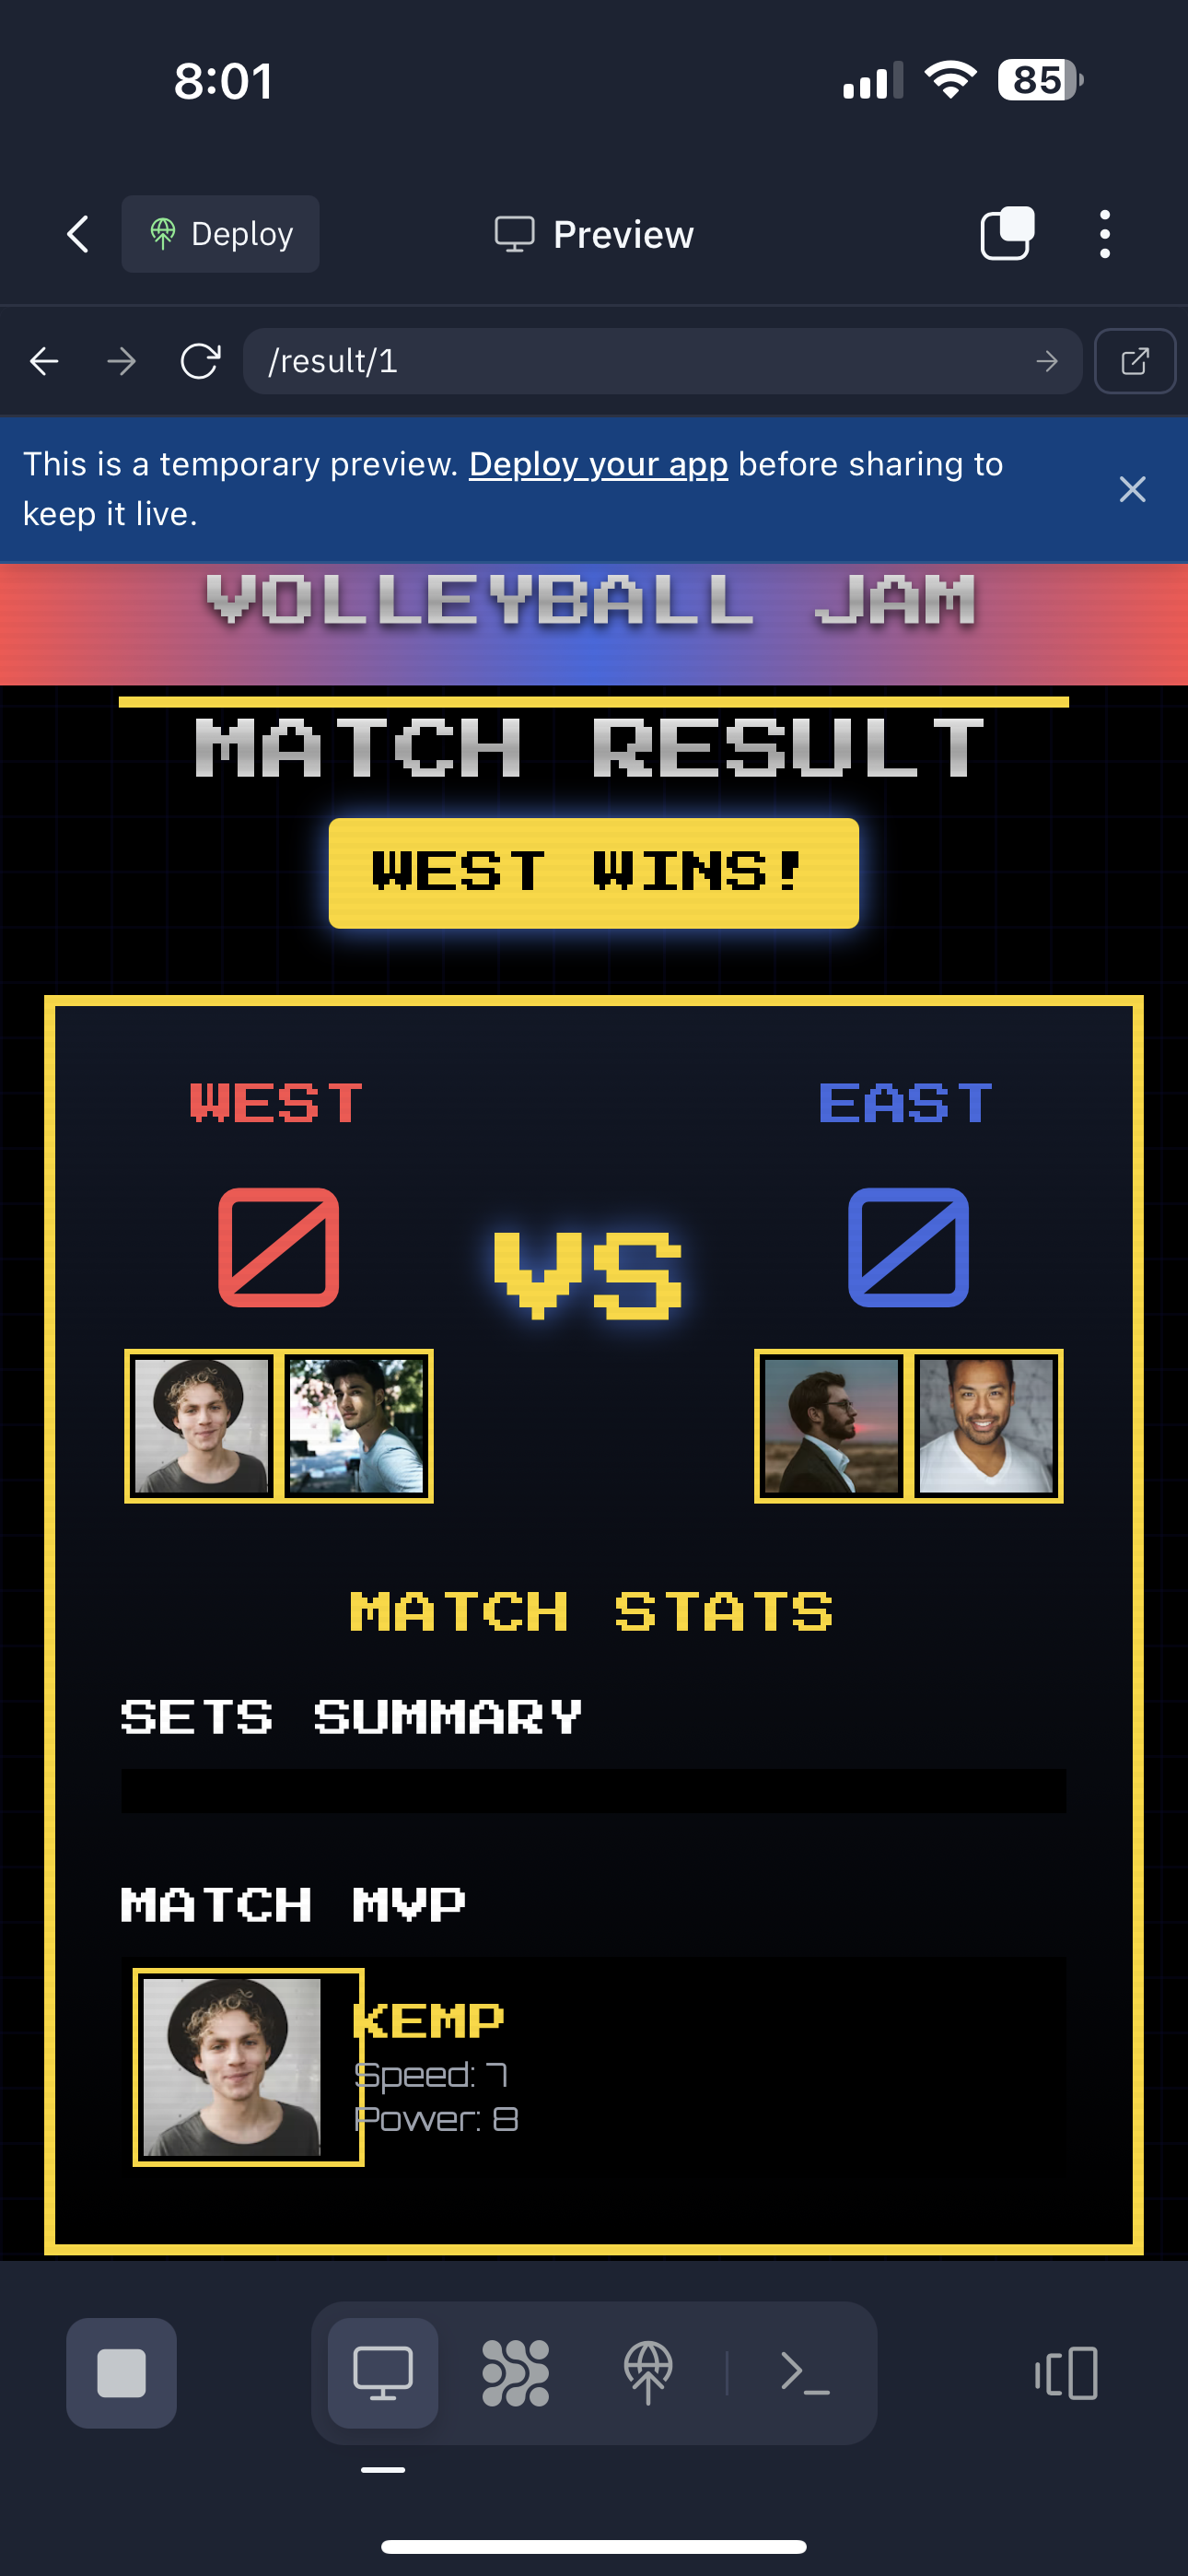 8:01
85
Deploy
Preview
/result/1
This is a temporary preview. Deploy your app before sharing to
keep it live.
VOLLEYBALL JAM
MATCH RESULT
WEST WINS!
WEST
EAST
0
VS
0
MATCH STATS
SETS SUMMARY
MATCH MVP
KEMP
Speed: 7
Power: 8